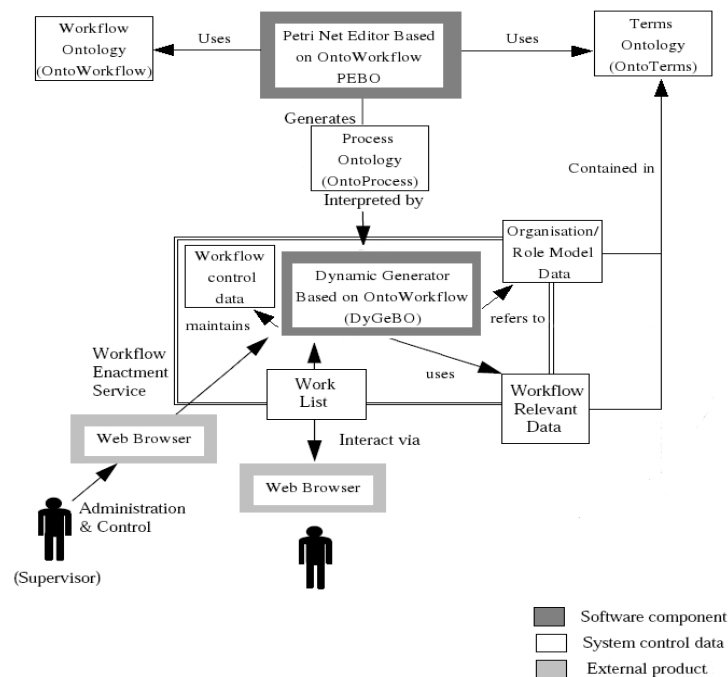 Workflow
Ontology
(OntoWorkflow)
Uses
Petri Net Editor Based
on OntoWorkflow
PEBO
Uses
Terms
Ontology
(OntoTerms)
Generates
Process
Ontology
(OntoProcess)
Interpreted by
Contained in
Workflow
control
data
maintains
Dynamic Generator
Based on OntoWorkflow
(DyGeBO)
Organisation/
Role Model
Data
refers to
Workflow
Enactment
Service
Work
List
uses
Workflow
Relevant
Data
Web Browser
Interact via
Web Browser
Administration
& Control
(Supervisor)
Software component
System control data
External product